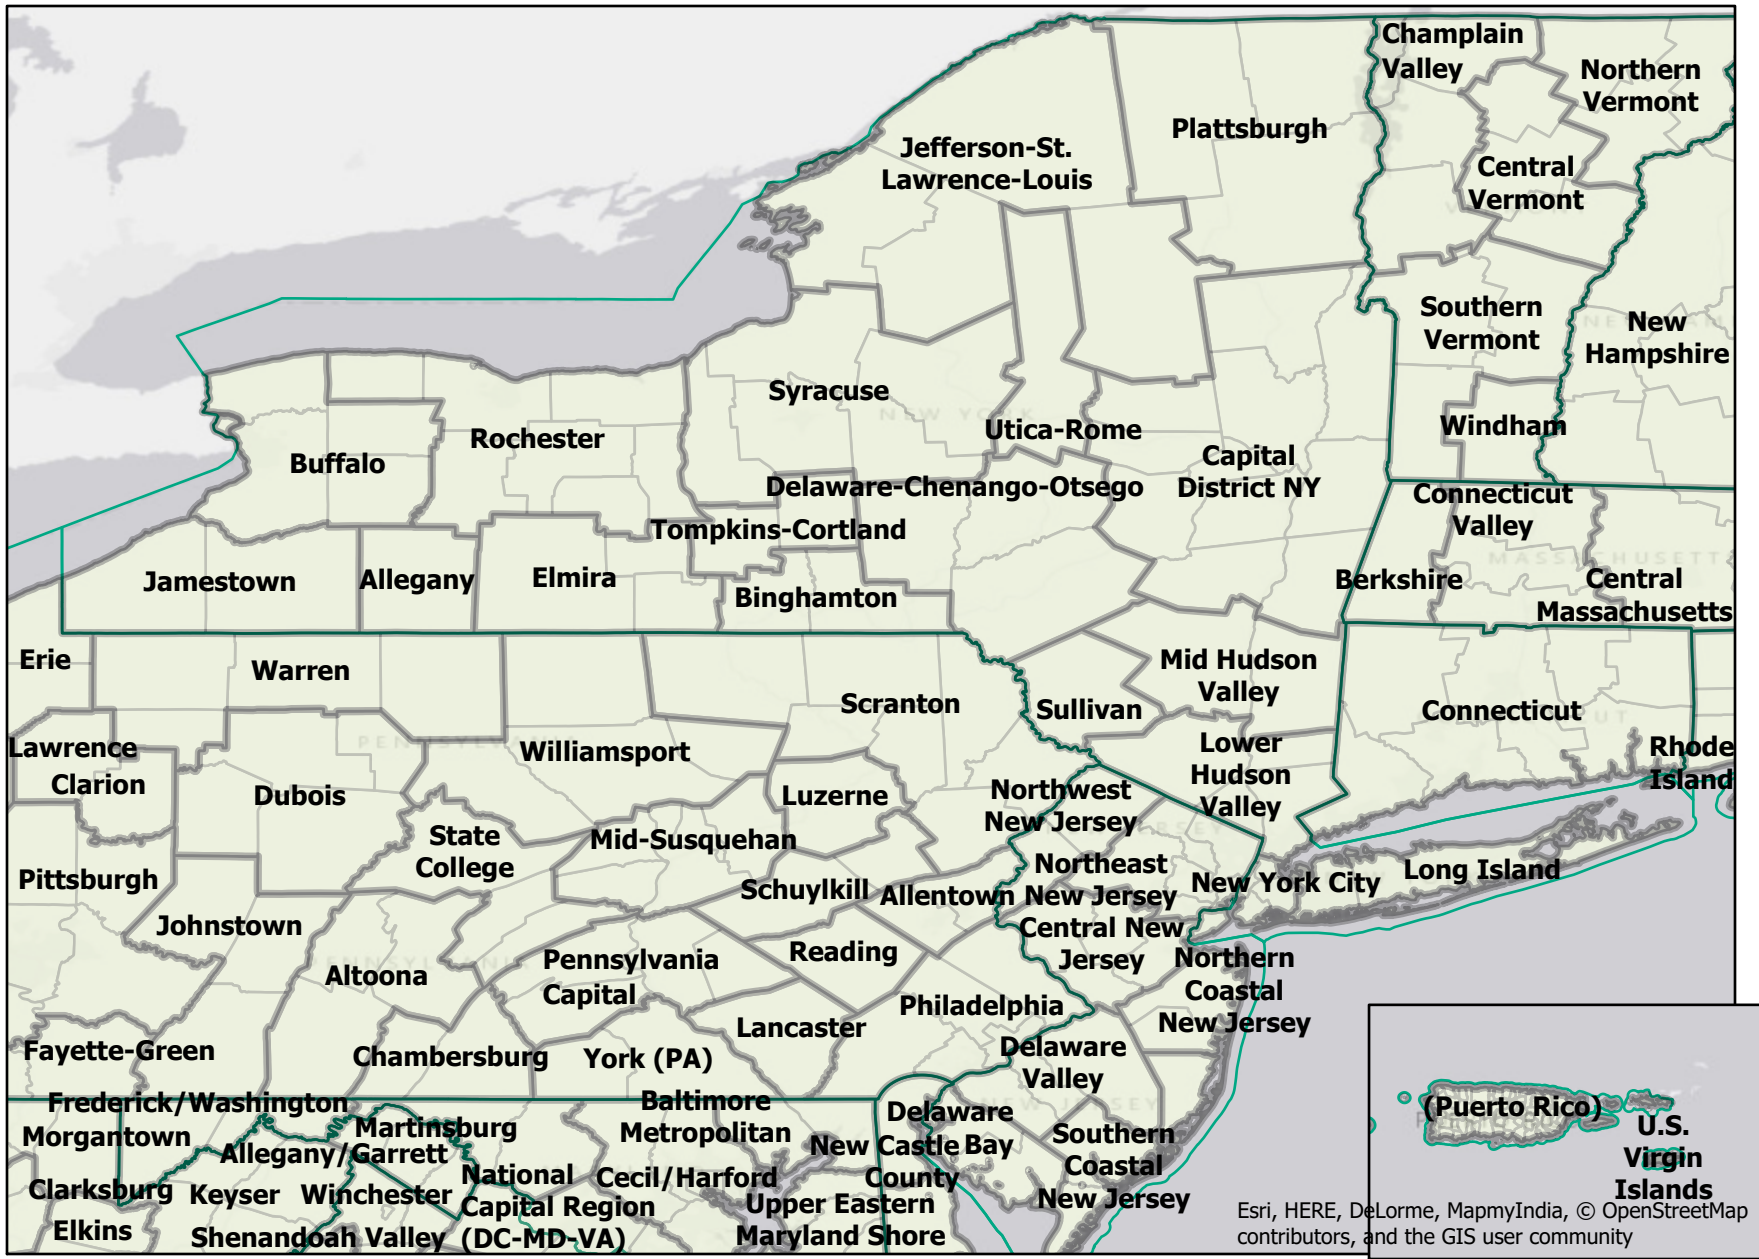 Champlain
Valley
Northern
Vermont
Plattsburgh
Jefferson-St.
Lawrence-Louis
Central
Vermont
Southern
Vermont
New
Hampshire
Syracuse
NEW YORK
Utica-Rome
Windham
Rochester
Buffalo
Capital
District NY
Delaware-Chenango-Otsego
Connecticut
Valley
Tompkins-Cortland
MASSACHUSETT
Jamestown
Allegany
Elmira
Binghamton
Berkshire
Central
Massachusetts
Erie
Warren
Mid Hudson
Valley
Scranton
Sullivan
Connecticut
Lawrence
Clarion
PENNSYLVANIA
Williamsport
Lower
Hudson
Valley
Rhode
Island
Dubois
Luzerne
Northwest
New Jersey
State
College
Mid-Susquehan
Pittsburgh
Schuylkill
Allentown
Northeast
New Jersey
New York City
Long Island
Johnstown
Central New
Jersey
Reading
Altoona
Pennsylvania
Capital
Northern
Coastal
New Jersey
Philadelphia
Lancaster
Fayette-Green
Chambersburg
York (PA)
Delaware
Valley
NEW JERSEY
Frederick/Washington
Morgantown
Martinsburg
Allegany/Garrett
Baltimore
Metropolitan
Delaware
Bay
New Castle
County
Southern
Coastal
New Jersey
Clarksburg
Keyser
Winchester
National
Capital Region
(DC-MD-VA)
Cecil/Harford
Upper Eastern
Maryland Shore
Elkins
Shenandoah Valley
(Puerto Rico)
U.S.
Virgin
Islands
Esri, HERE, DeLorme, MapmyIndia, © OpenStreetMap
contributors, and the GIS user community